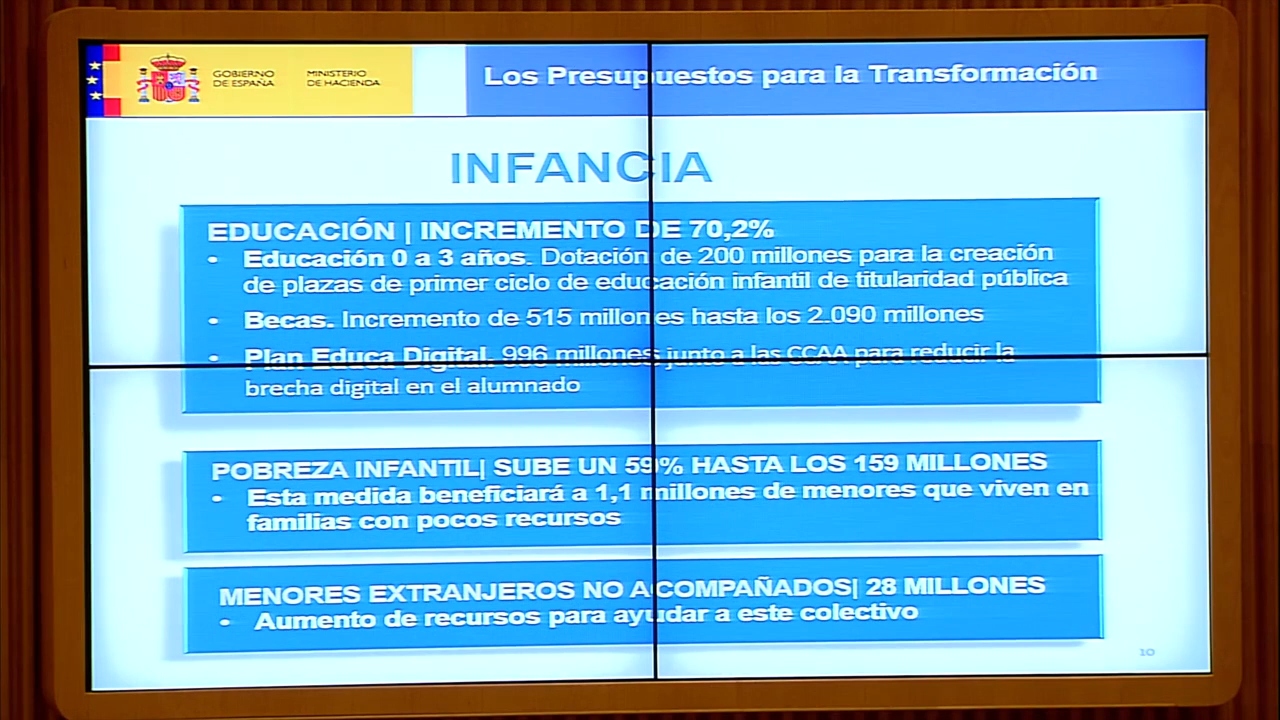 GOBIERNO
DE ESPAÑA
MINISTERIO
DE HACIENDA
Los Presupuestos para la Transformación
INFANCIA
EDUCACIÓN | INCREMENTO DE 70,2%
• Educación 0 a 3 años. Dotación de 200 millones para la creación
de plazas de primer ciclo de educación infantil de titularidad pública
• Becas. Incremento de 515 millones hasta los 2.090 millones
• Plan Educa Digital. 996 millones junto a las CCAA para reducir la
brecha digital en el alumnado
POBREZA INFANTIL| SUBE UN 59% HASTA LOS 159 MILLONES
• Esta medida beneficiará a 1,1 millones de menores que viven en
familias con pocos recursos
MENORES EXTRANJEROS NO ACOMPAÑADOS| 28 MILLONES
• Aumento de recursos para ayudar a este colectivo
10